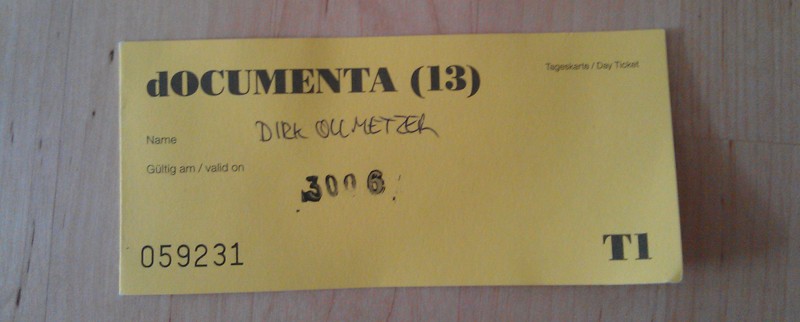 dOCUMENTA (13)
Tageskarte / Day Ticket
Name DIRK OLLMETZER
Gültig am / valid on 3006
059231
T1